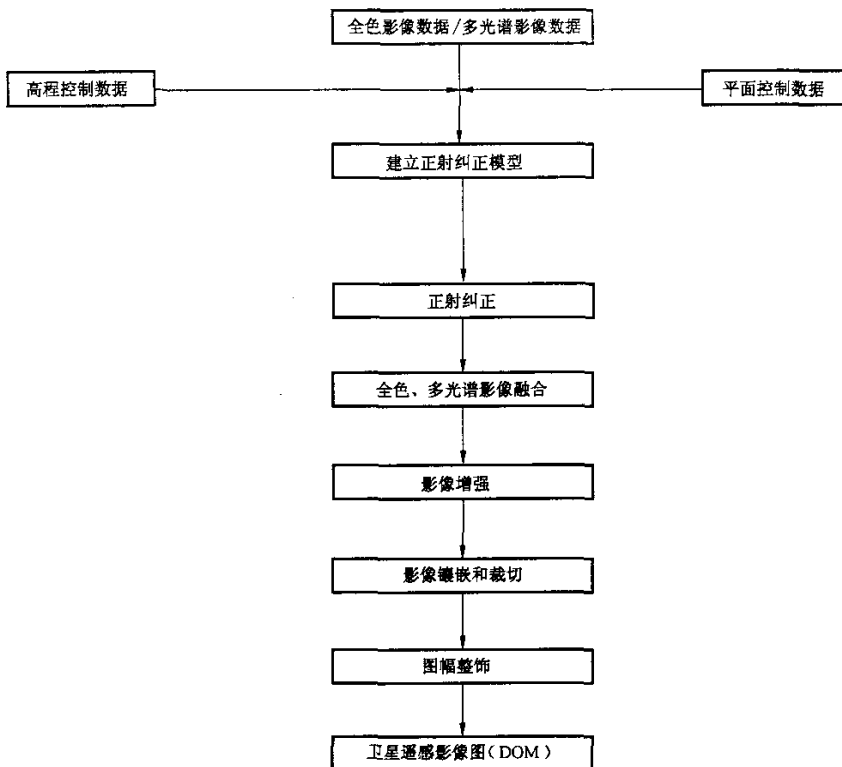 全色影像数据/多光谱影像数据
高程控制数据
平面控制数据
建立正射纠正模型
正射纠正
全色、多光谱影像融合
影像增强
影像镶嵌和裁切
图幅整饰
卫星遥感影像图(DOM)